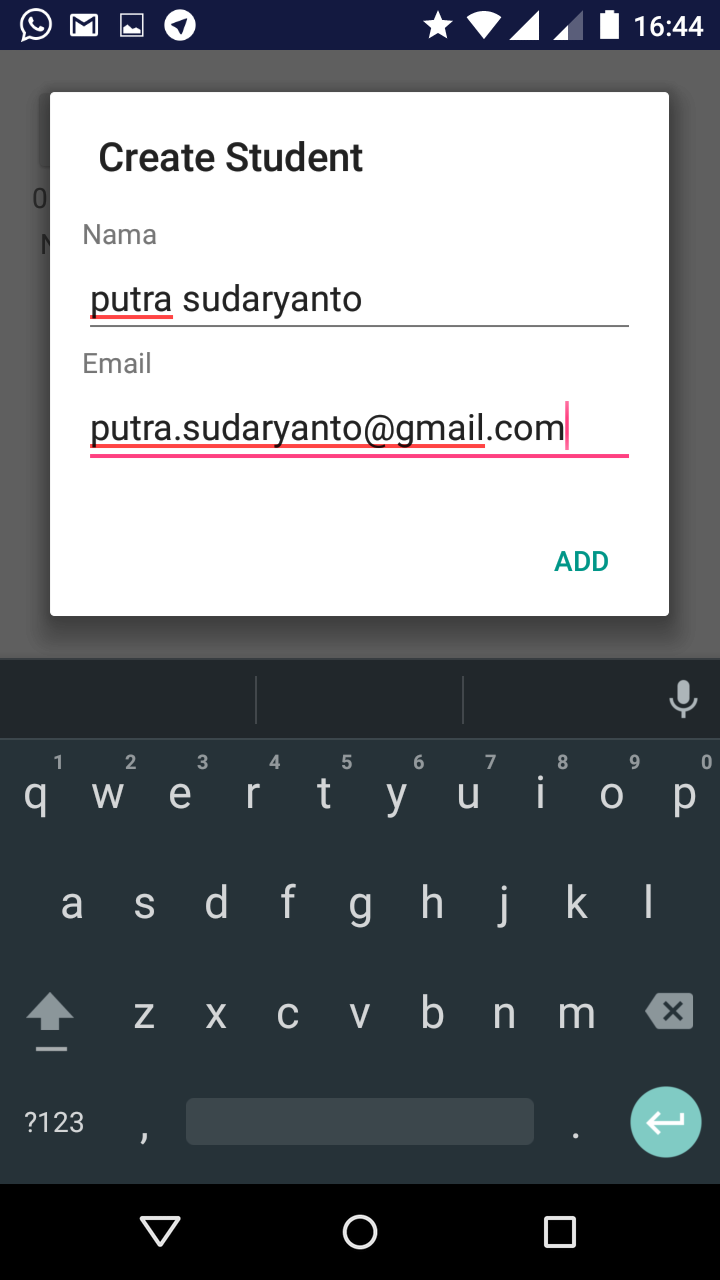 16:44
Create Student
0
N
Nama
putra sudaryanto
Email
putra.sudaryanto@gmail.com
ADD
1 2 3 4 5 6 7 8 9 0
q w e r t y u i o p
a s d f g h j k l
z x c v b n m
?123 , .